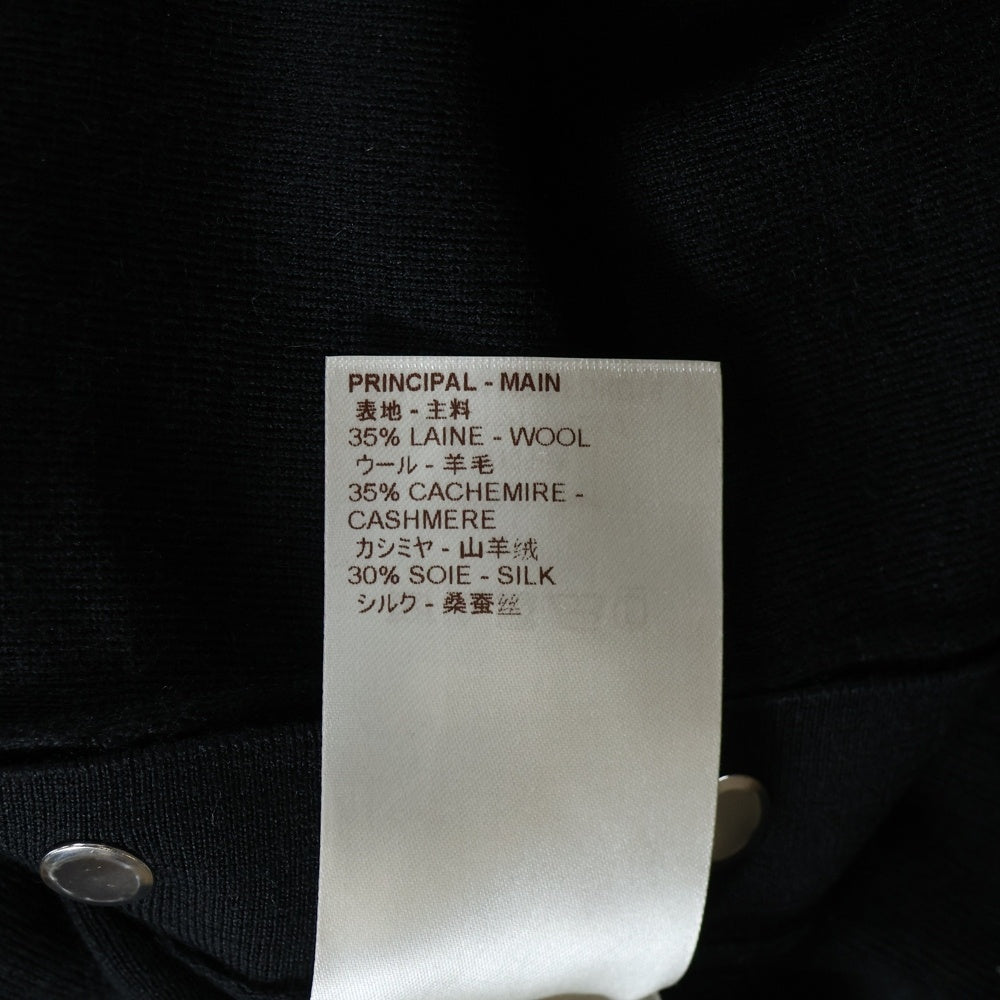 PRINCIPAL - MAIN
表地 - 主料
35% LAINE - WOOL
ウール - 羊毛
35% CACHEMIRE -
CASHMERE
カシミヤ - 山羊绒
30% SOIE - SILK
シルク - 桑蚕丝